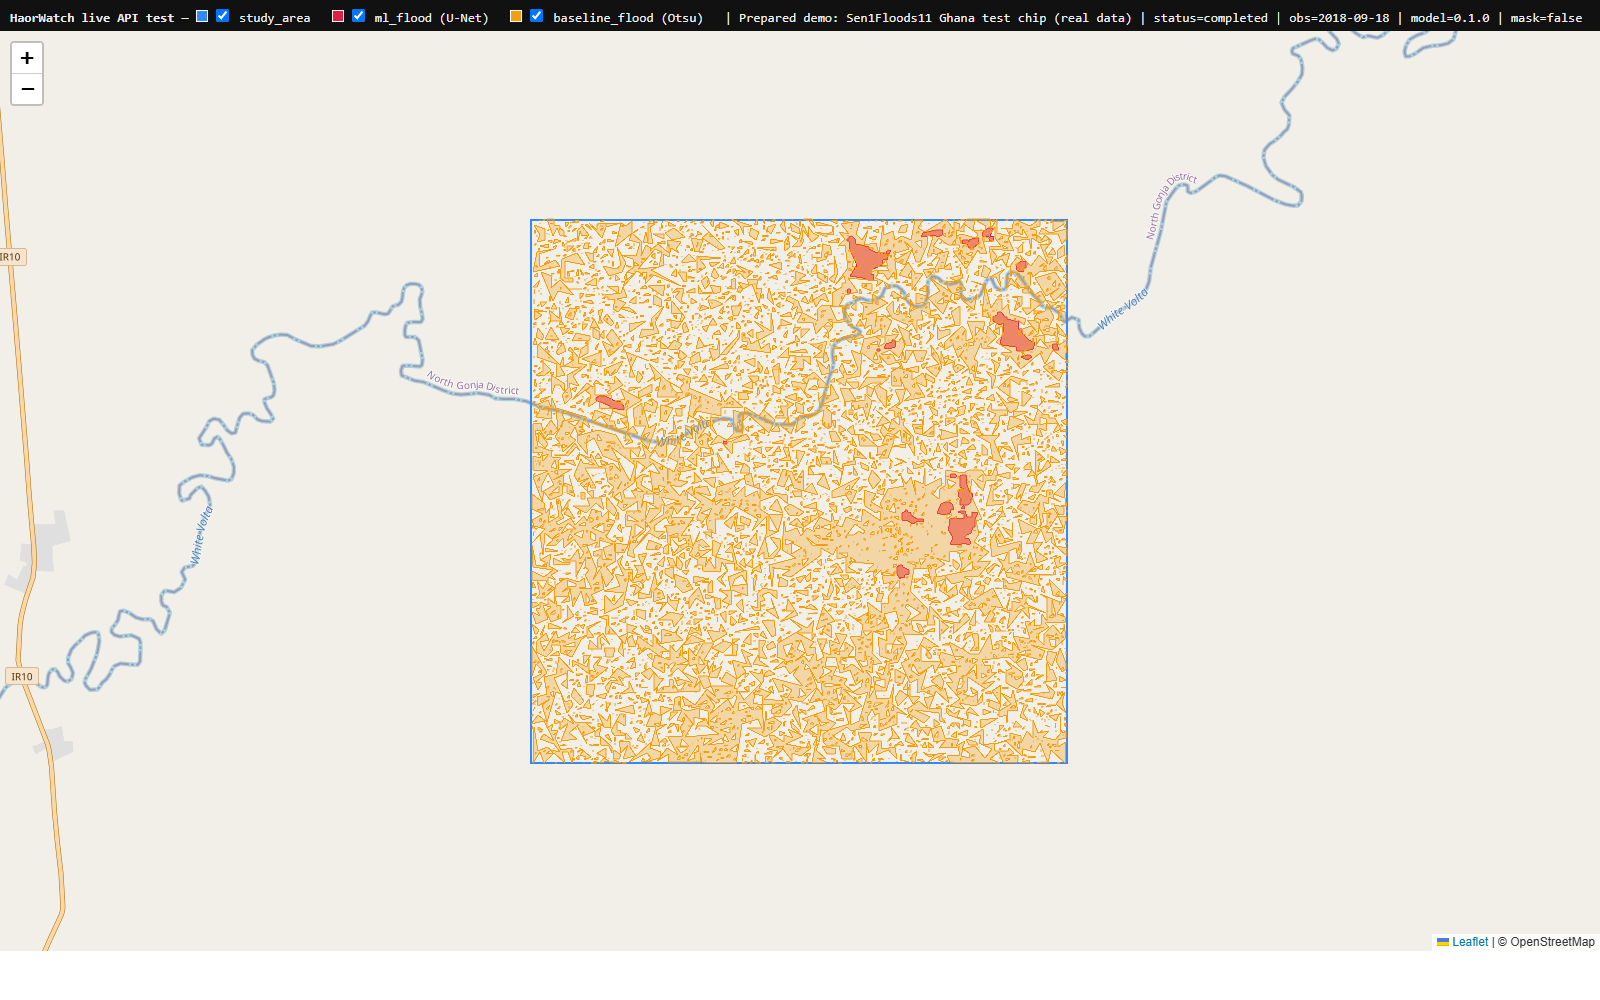 HaorWatch live API test — study_area ml_flood (U-Net) baseline_flood (Otsu) | Prepared demo: Sen1Floods11 Ghana test chip (real data) | status=completed | obs=2018-09-18 | model=0.1.0 | mask=false
+
−
North Gonja District
IR10
White Volta
North Gonja District
White Volta
White Volta
IR10
Leaflet | © OpenStreetMap